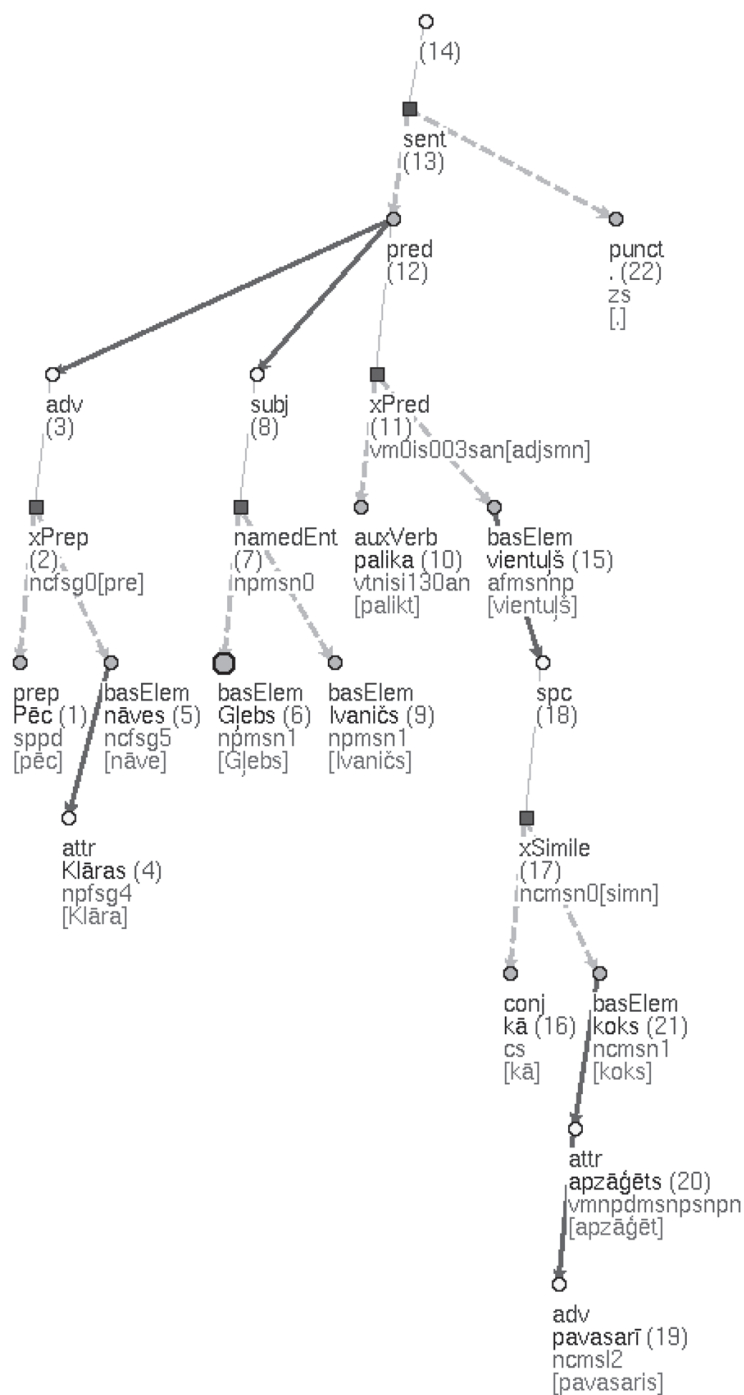 (14)
sent
(13)
pred
(12)
punct
. (22)
zs
[.]
adv
(3)
subj
(8)
xPred
(11)
vm0is003san[adjsmn]
xPrep
(2)
ncfsg0[pre]
namedEnt
(7)
npmsn0
auxVerb
palika (10)
vtnisi130an
[palikt]
basElem
vientuļš (15)
afmsnnp
[vientuļš]
prep
Pēc (1)
sppd
[pēc]
basElem
nāves (5)
ncfsg5
[nāve]
basElem
Gļebs (6)
npmsn1
[Gļebs]
basElem
Ivaničs (9)
npmsn1
[Ivaničs]
spc
(18)
attr
Klāras (4)
npfsg4
[Klāra]
xSimile
(17)
ncmsn0[simn]
conj
kā (16)
cs
[kā]
basElem
koks (21)
ncmsn1
[koks]
attr
apzāģēts (20)
vmnpdmsnpsnpn
[apzāģēt]
adv
pavasarī (19)
ncmsl2
[pavasaris]